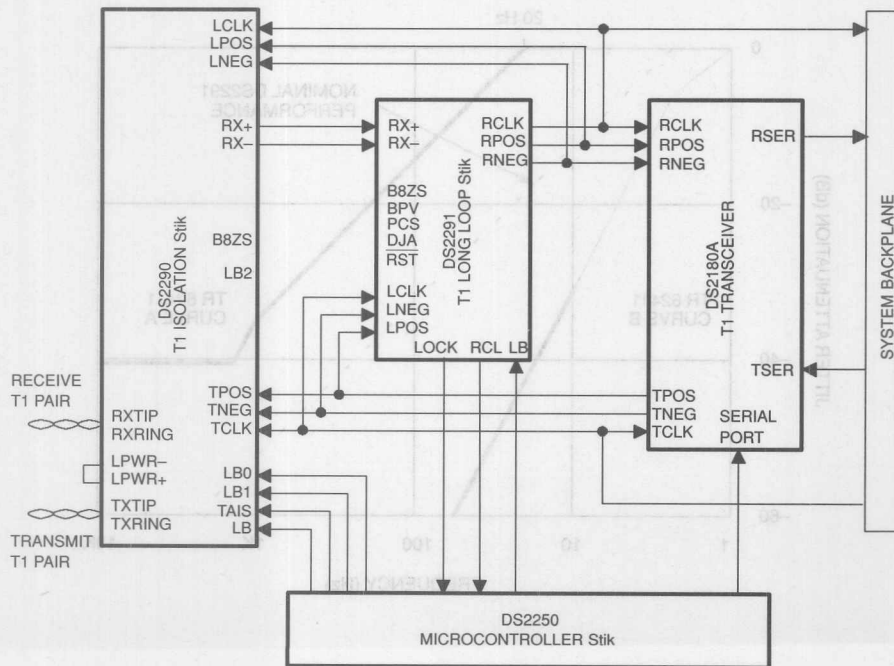 LCLK
LPOS
LNEG
RX+
RX–
B8ZS
LB2
DS2290
T1 ISOLATION Stik
TPOS
TNEG
TCLK
LB0
LB1
TAIS
LB
RECEIVE
T1 PAIR
RXTIP
RXRING
LPWR–
LPWR+
TXTIP
TXRING
TRANSMIT
T1 PAIR
RX+
RX–
B8ZS
BPV
PCS
DJA
RST
LCLK
LNEG
LPOS
RCLK
RPOS
RNEG
DS2291
T1 LONG LOOP Stik
LOCK RCL LB
RCLK
RPOS
RNEG
RSER
DS2180A
T1 TRANSCEIVER
TSER
TPOS
TNEG
TCLK
SERIAL
PORT
SYSTEM BACKPLANE
DS2250
MICROCONTROLLER Stik